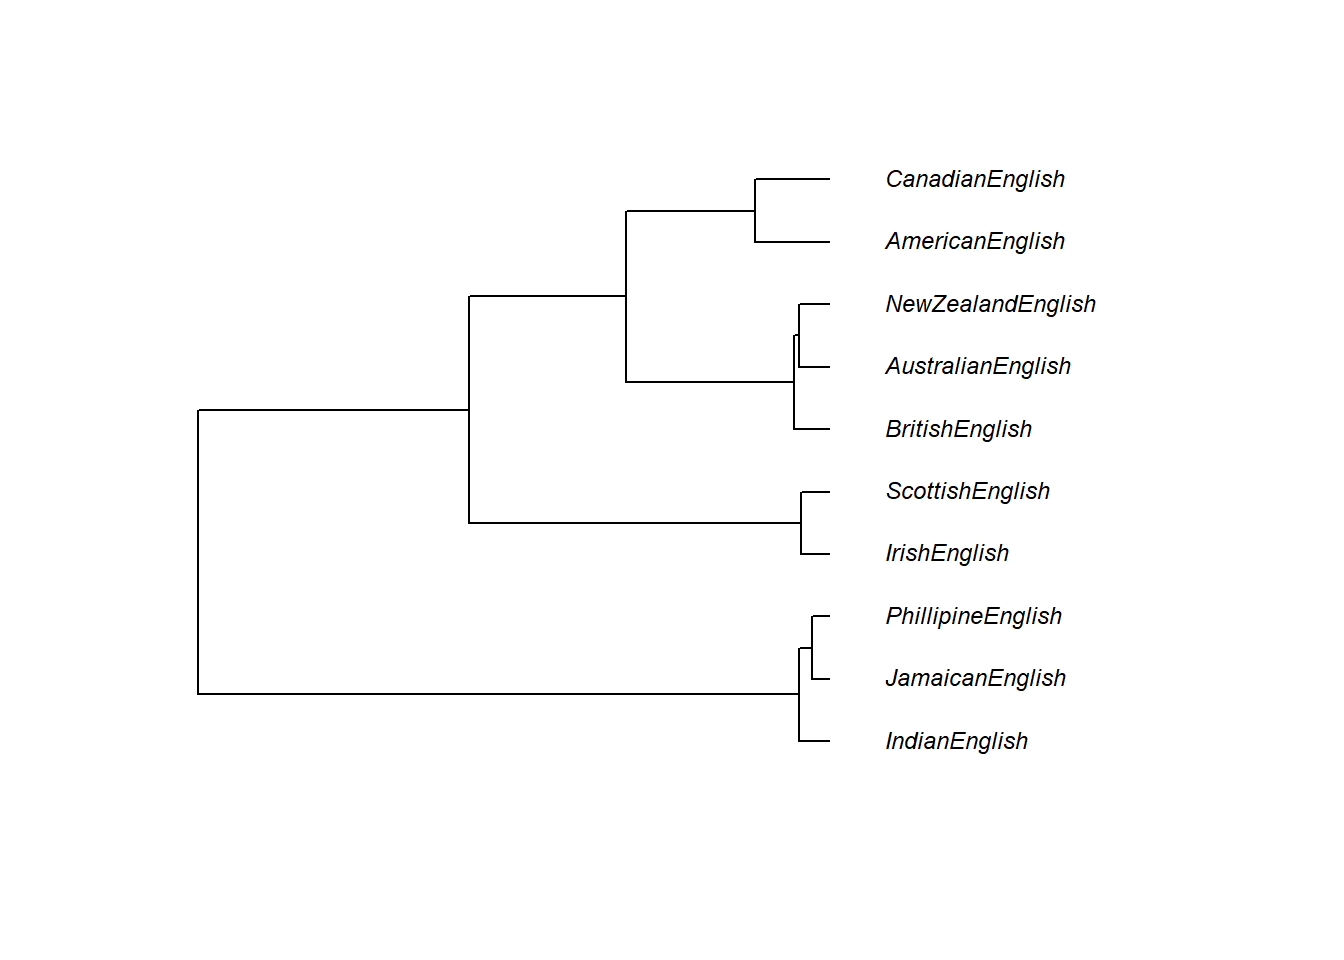 CanadianEnglish
AmericanEnglish
NewZealandEnglish
AustralianEnglish
BritishEnglish
ScottishEnglish
IrishEnglish
PhillipineEnglish
JamaicanEnglish
IndianEnglish